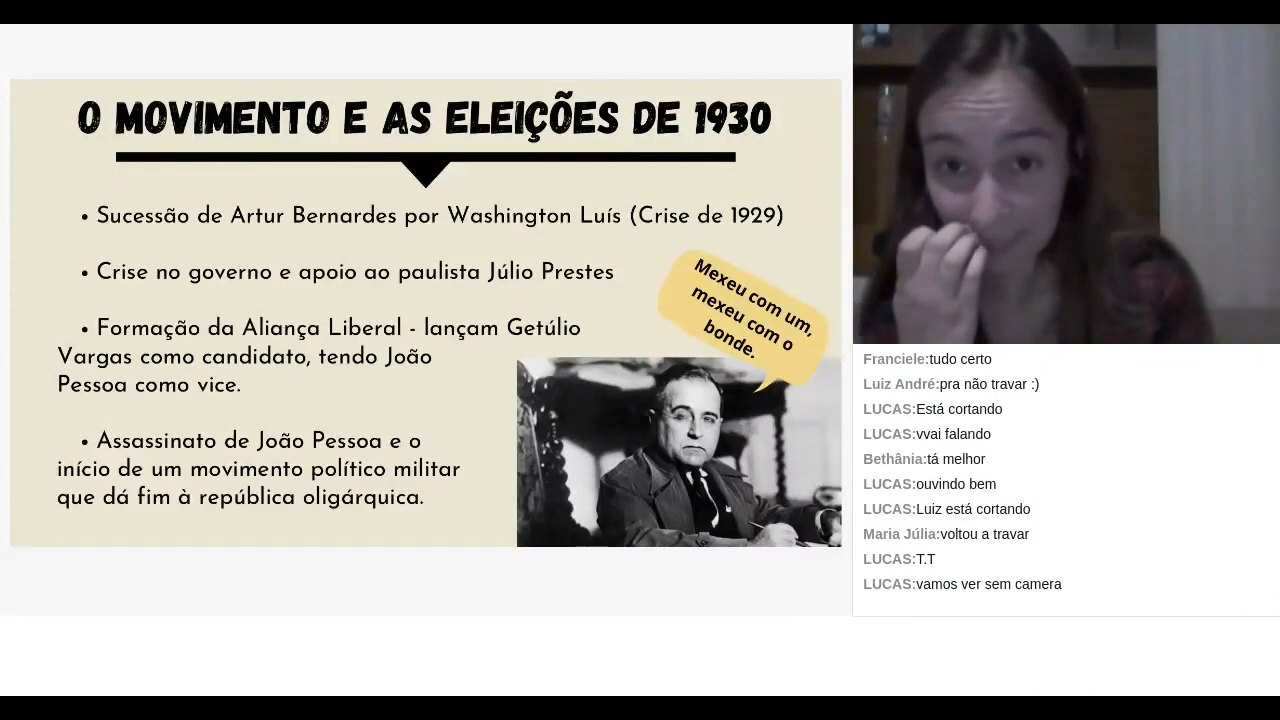 O MOVIMENTO E AS ELEIÇÕES DE 1930
• Sucessão de Artur Bernardes por Washington Luís (Crise de 1929)
• Crise no governo e apoio ao paulista Júlio Prestes
• Formação da Aliança Liberal - lançam Getúlio
Vargas como candidato, tendo João
Pessoa como vice.
• Assassinato de João Pessoa e o
início de um movimento político militar
que dá fim à república oligárquica.
Mexeu com um,
mexeu com o
bonde.
Franciele:tudo certo
Luiz André:pra não travar :)
LUCAS:Está cortando
LUCAS:vvai falando
Bethânia:tá melhor
LUCAS:ouvindo bem
LUCAS:Luiz está cortando
Maria Júlia:voltou a travar
LUCAS:T.T
LUCAS:vamos ver sem camera